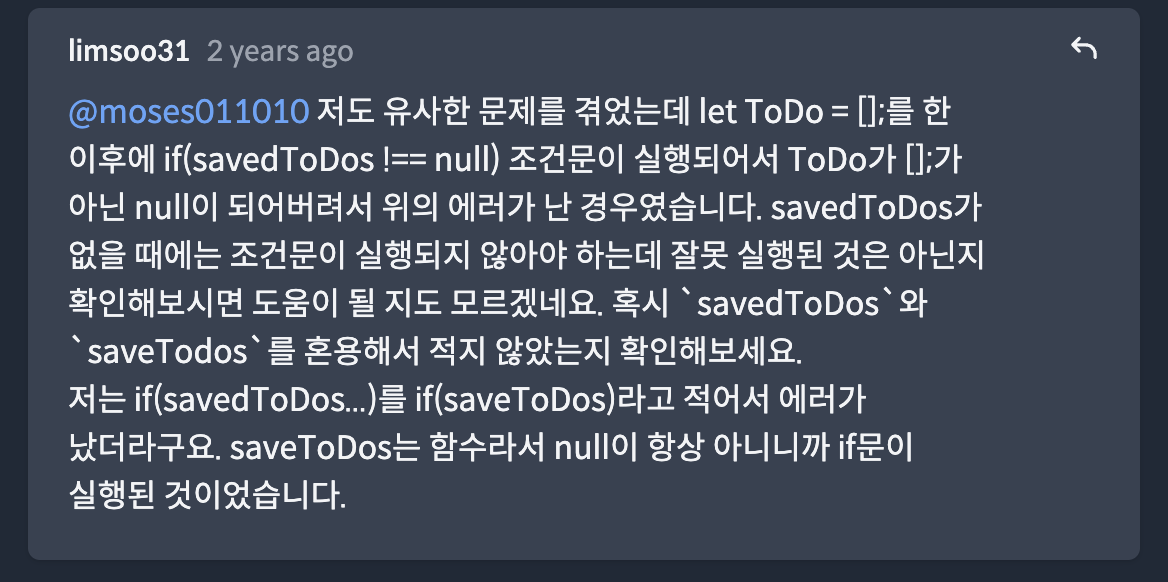 limsoo31 2 years ago
@moses011010 저도 유사한 문제를 겪었는데 let ToDo = [];를 한
이후에 if(savedToDos !== null) 조건문이 실행되어서 ToDo가 [];가
아닌 null이 되어버려서 위의 에러가 난 경우였습니다. savedToDos가
없을 때에는 조건문이 실행되지 않아야 하는데 잘못 실행된 것은 아닌지
확인해보시면 도움이 될 지도 모르겠네요. 혹시 `savedToDos`와
`saveTodos`를 혼용해서 적지 않았는지 확인해보세요.
저는 if(savedToDos...)를 if(saveToDos)라고 적어서 에러가
났더라구요. saveToDos는 함수라서 null이 항상 아니니까 if문이
실행된 것이었습니다.